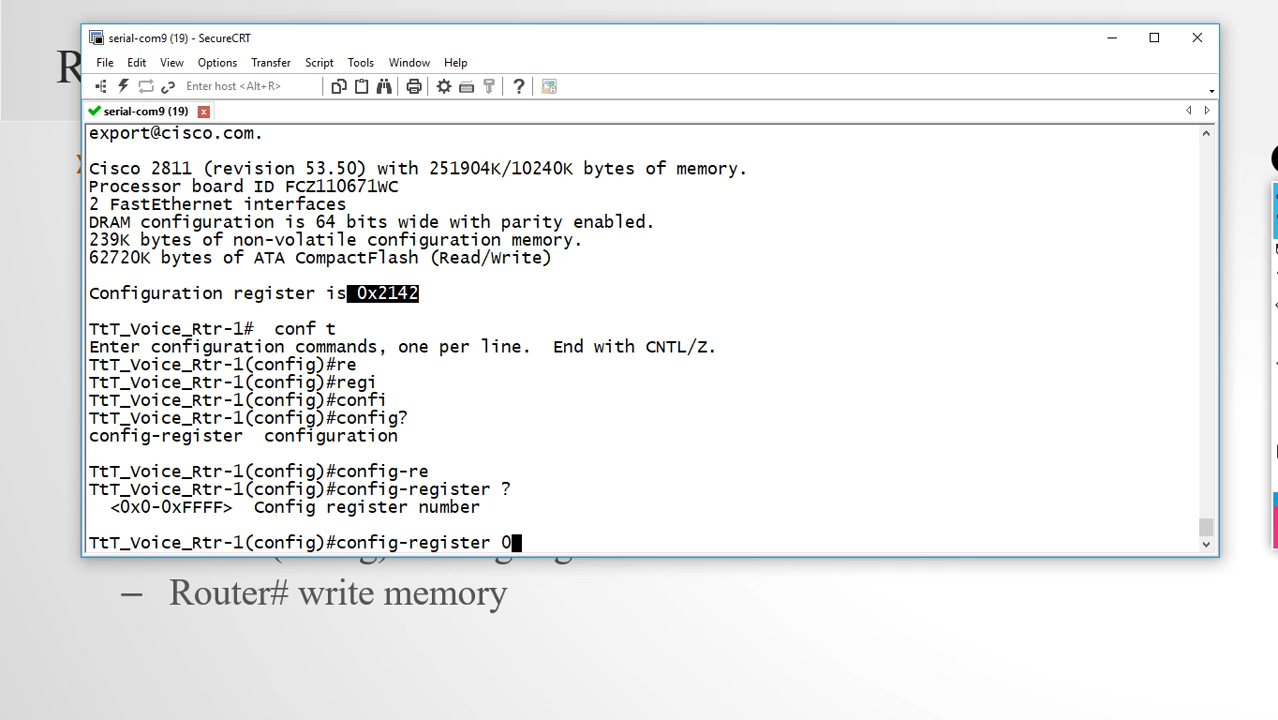 R
serial-com9 (19) - SecureCRT
File Edit View Options Transfer Script Tools Window Help
Enter host <Alt+R>
serial-com9 (19)
export@cisco.com.
Cisco 2811 (revision 53.50) with 251904K/10240K bytes of memory.
Processor board ID FCZ110671WC
2 FastEthernet interfaces
DRAM configuration is 64 bits wide with parity enabled.
239K bytes of non-volatile configuration memory.
62720K bytes of ATA CompactFlash (Read/Write)
Configuration register is 0x2142
TtT_Voice_Rtr-1#  conf t
Enter configuration commands, one per line.  End with CNTL/Z.
TtT_Voice_Rtr-1(config)#re
TtT_Voice_Rtr-1(config)#regi
TtT_Voice_Rtr-1(config)#confi
TtT_Voice_Rtr-1(config)#config?
config-register  configuration
TtT_Voice_Rtr-1(config)#config-re
TtT_Voice_Rtr-1(config)#config-register ?
  <0x0-0xFFFF>  Config register number
TtT_Voice_Rtr-1(config)#config-register 0
– Router# write memory